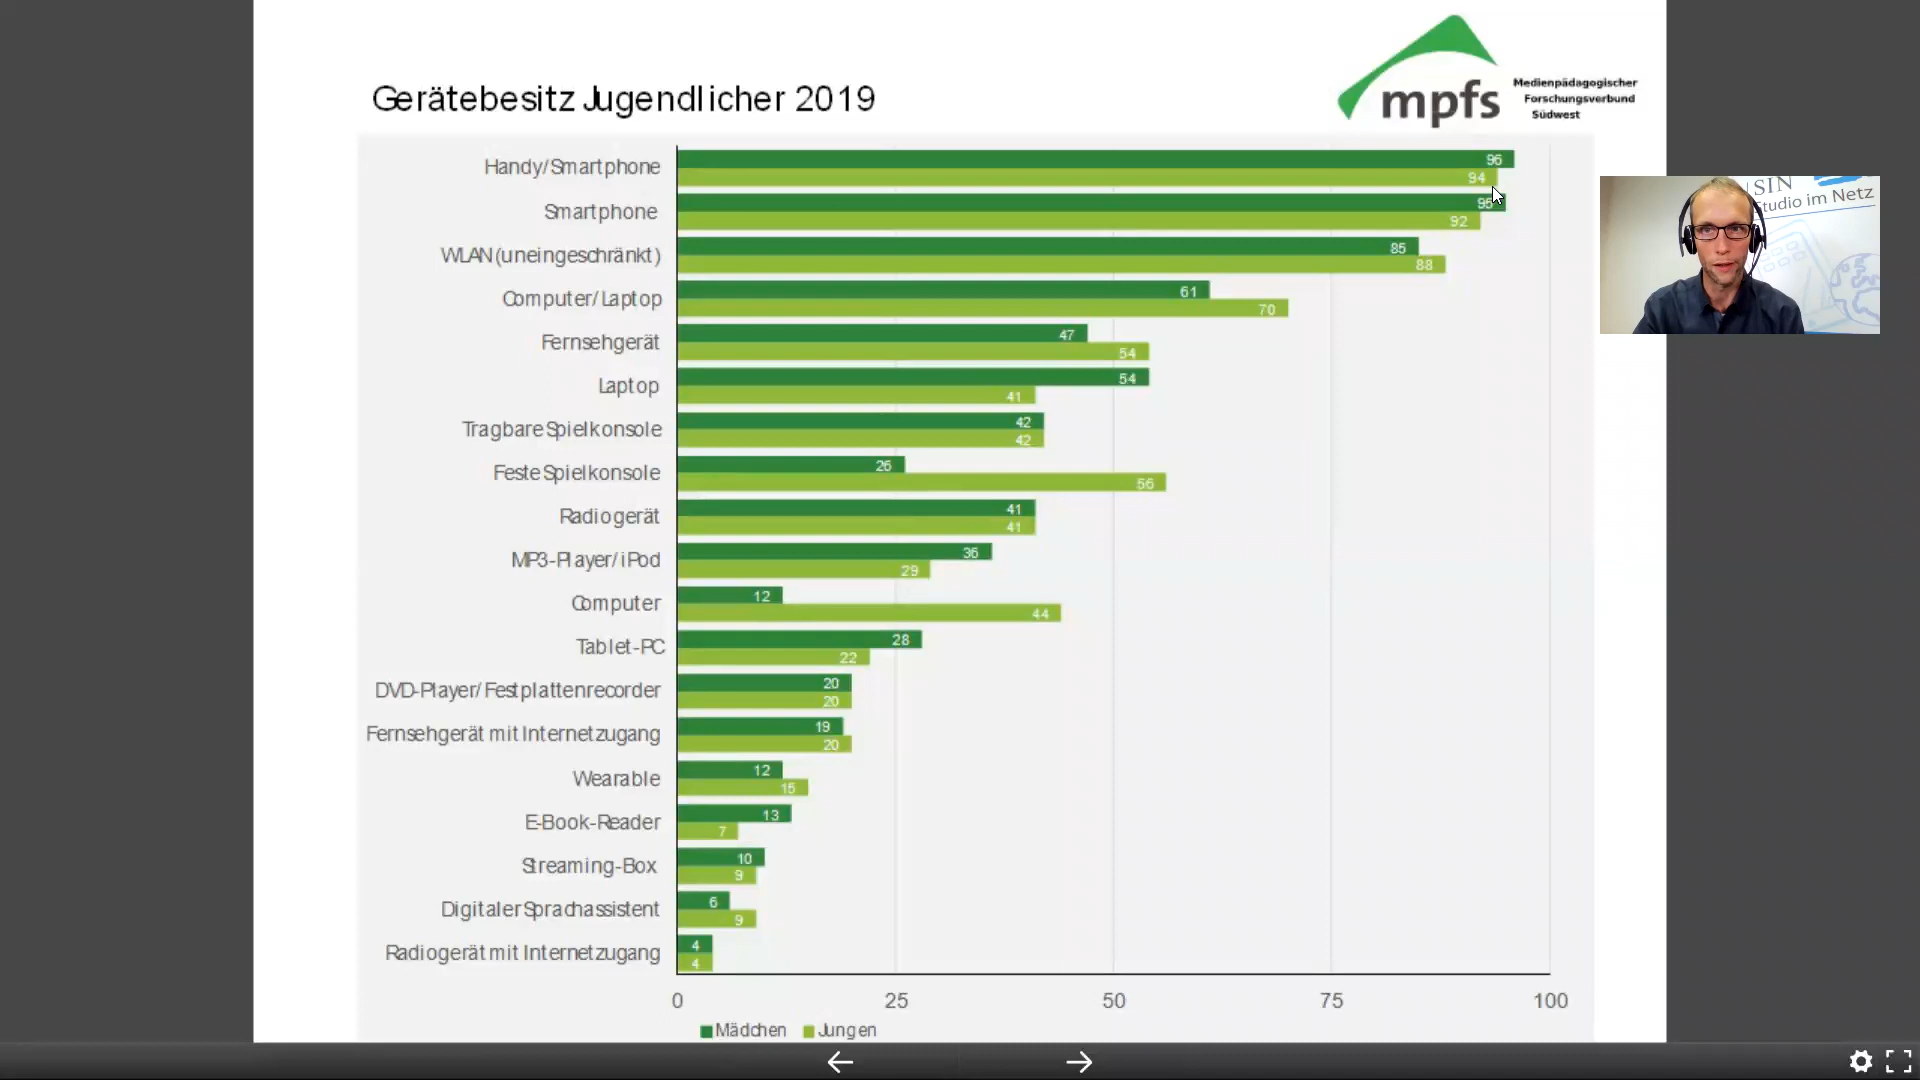 Gerätebesitz Jugendlicher 2019
mpfs
Medienpädagogischer
Forschungsverbund
Südwest
Handy/Smartphone
96
94
Smartphone
95
92
WLAN (uneingeschränkt)
85
88
Computer/Laptop
61
70
Fernsehgerät
47
54
Laptop
54
41
Tragbare Spielkonsole
42
42
Feste Spielkonsole
26
56
Radiogerät
41
41
MP3-Player/iPod
36
29
Computer
12
44
Tablet-PC
28
22
DVD-Player/Festplattenrecorder
20
20
Fernsehgerät mit Internetzugang
19
20
Wearable
12
15
E-Book-Reader
13
7
Streaming-Box
10
9
Digitaler Sprachassistent
6
9
Radiogerät mit Internetzugang
4
4
0 25 50 75 100
Mädchen Jungen
SIN
Studio im Netz